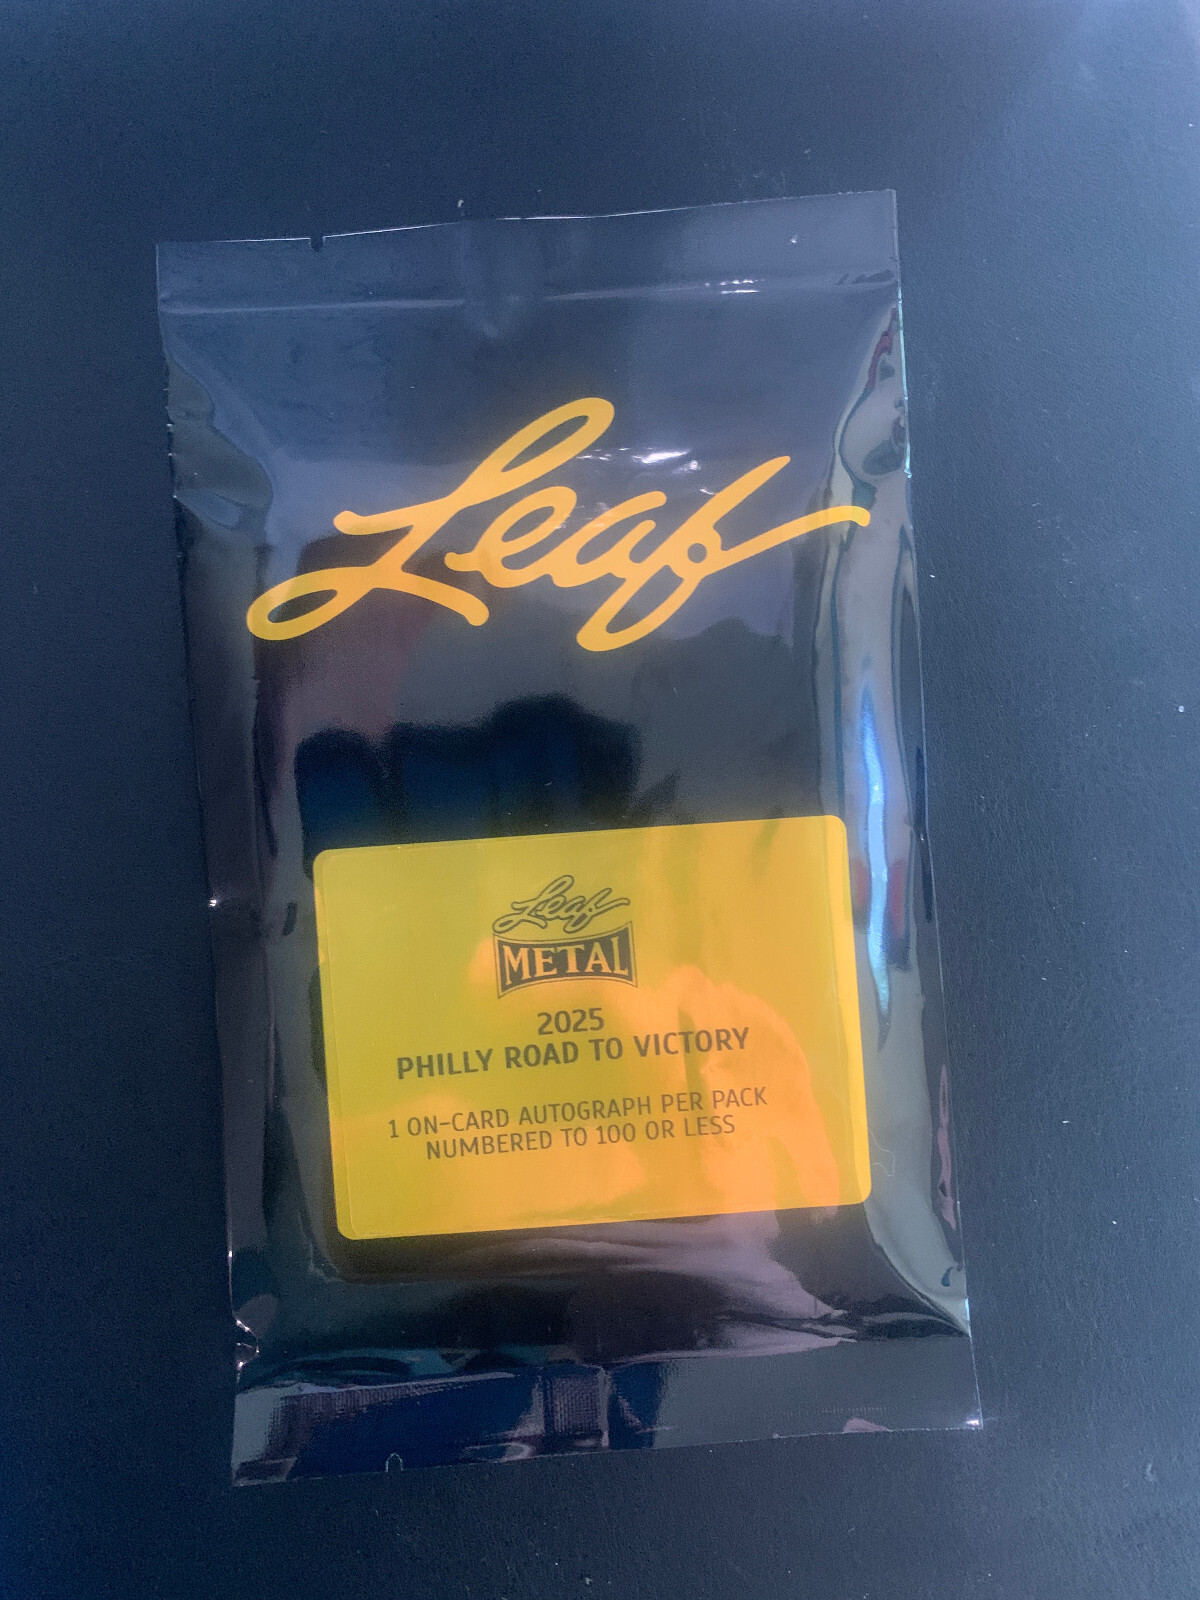 Leaf
Leaf
METAL
2025
PHILLY ROAD TO VICTORY
1 ON-CARD AUTOGRAPH PER PACK
NUMBERED TO 100 OR LESS